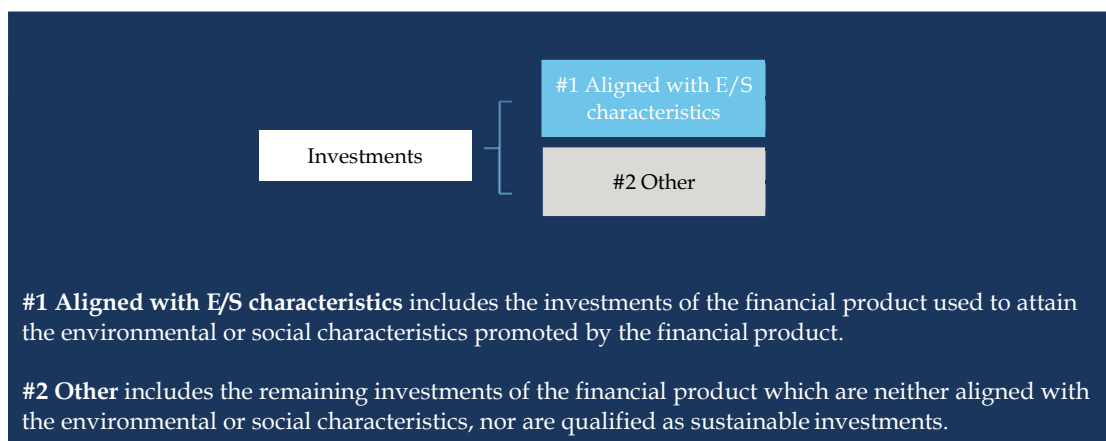 #1 Aligned with E/S
characteristics
Investments
#2 Other
#1 Aligned with E/S characteristics includes the investments of the financial product used to attain
the environmental or social characteristics promoted by the financial product.
#2 Other includes the remaining investments of the financial product which are neither aligned with
the environmental or social characteristics, nor are qualified as sustainable investments.